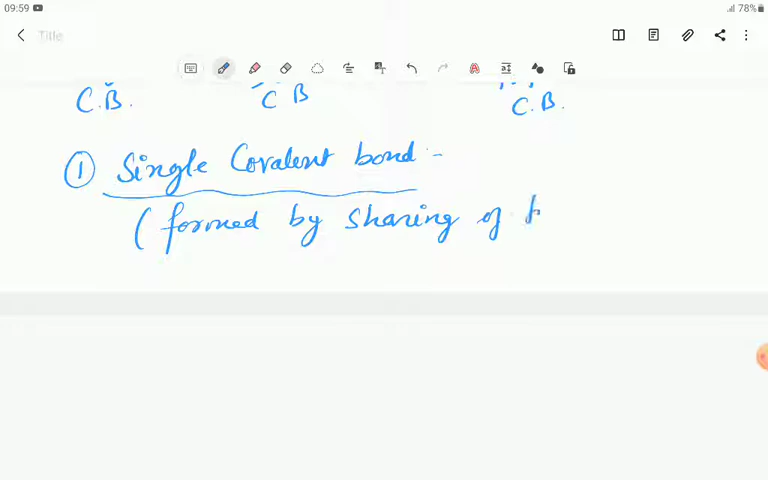 09:59
78%
Title
C.B. C B C.B.
① Single Covalent bond -
(formed by sharing of